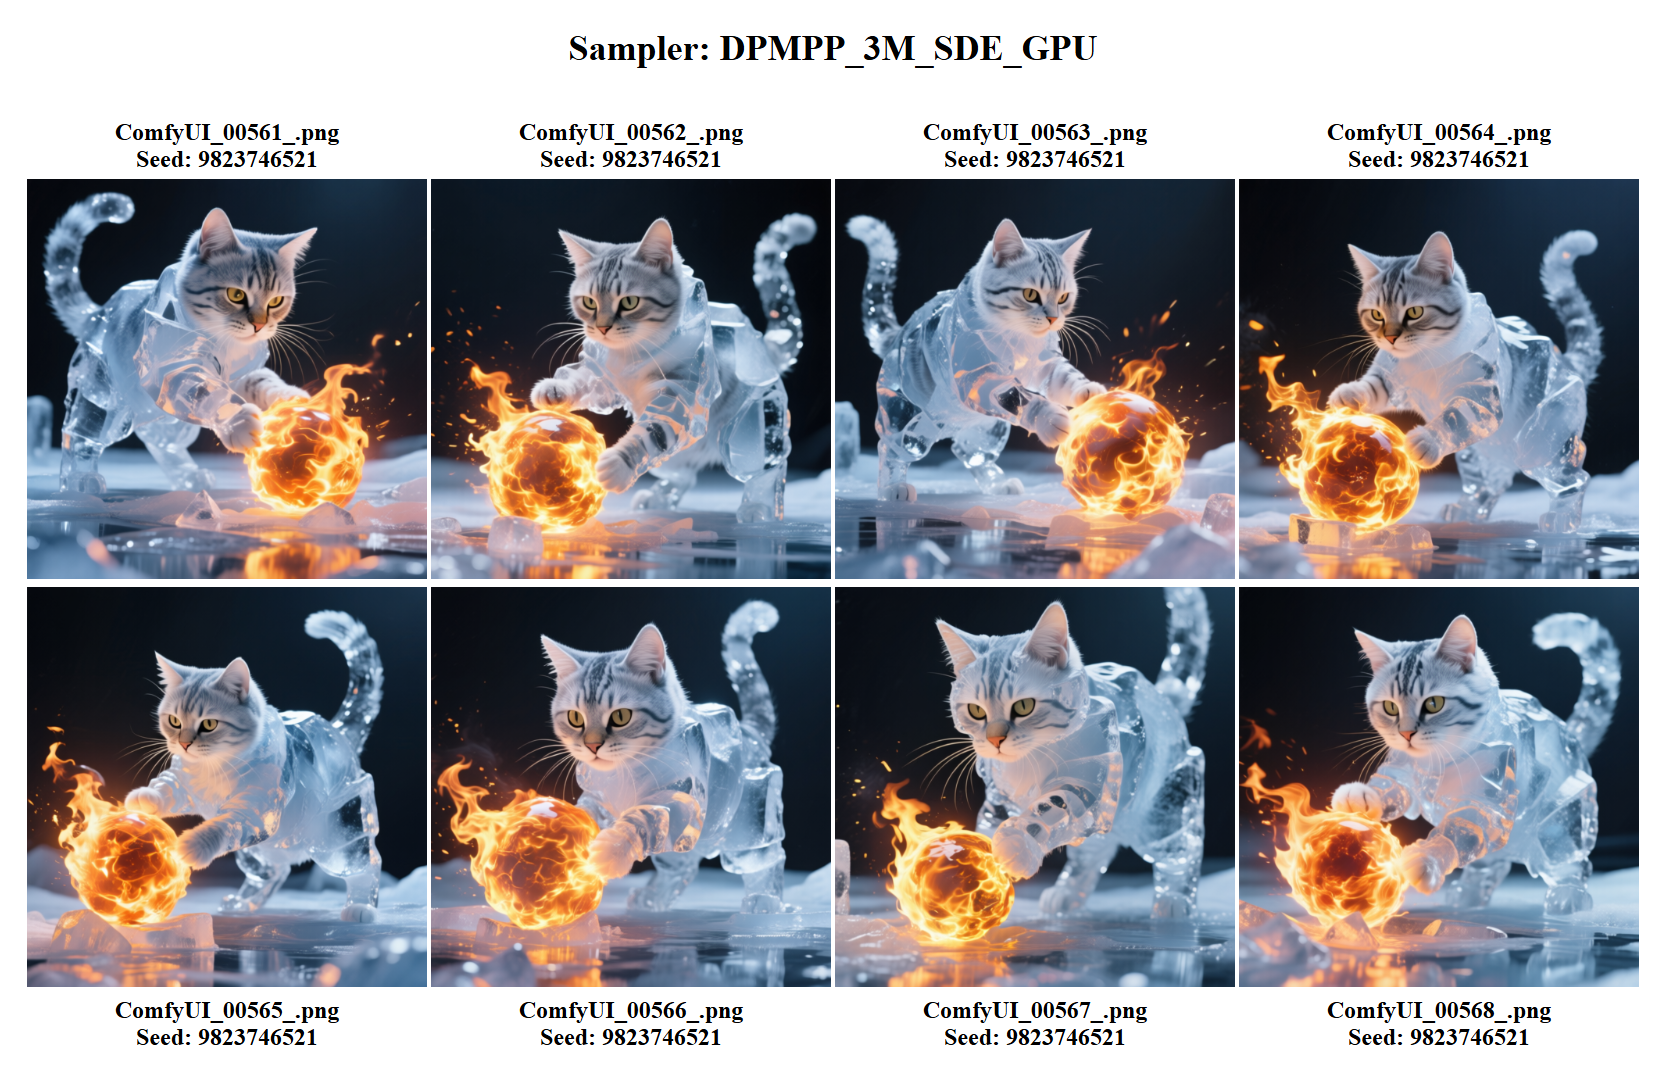 Sampler: DPMPP_3M_SDE_GPU
ComfyUI_00561_.png
Seed: 9823746521
ComfyUI_00562_.png
Seed: 9823746521
ComfyUI_00563_.png
Seed: 9823746521
ComfyUI_00564_.png
Seed: 9823746521
ComfyUI_00565_.png
Seed: 9823746521
ComfyUI_00566_.png
Seed: 9823746521
ComfyUI_00567_.png
Seed: 9823746521
ComfyUI_00568_.png
Seed: 9823746521